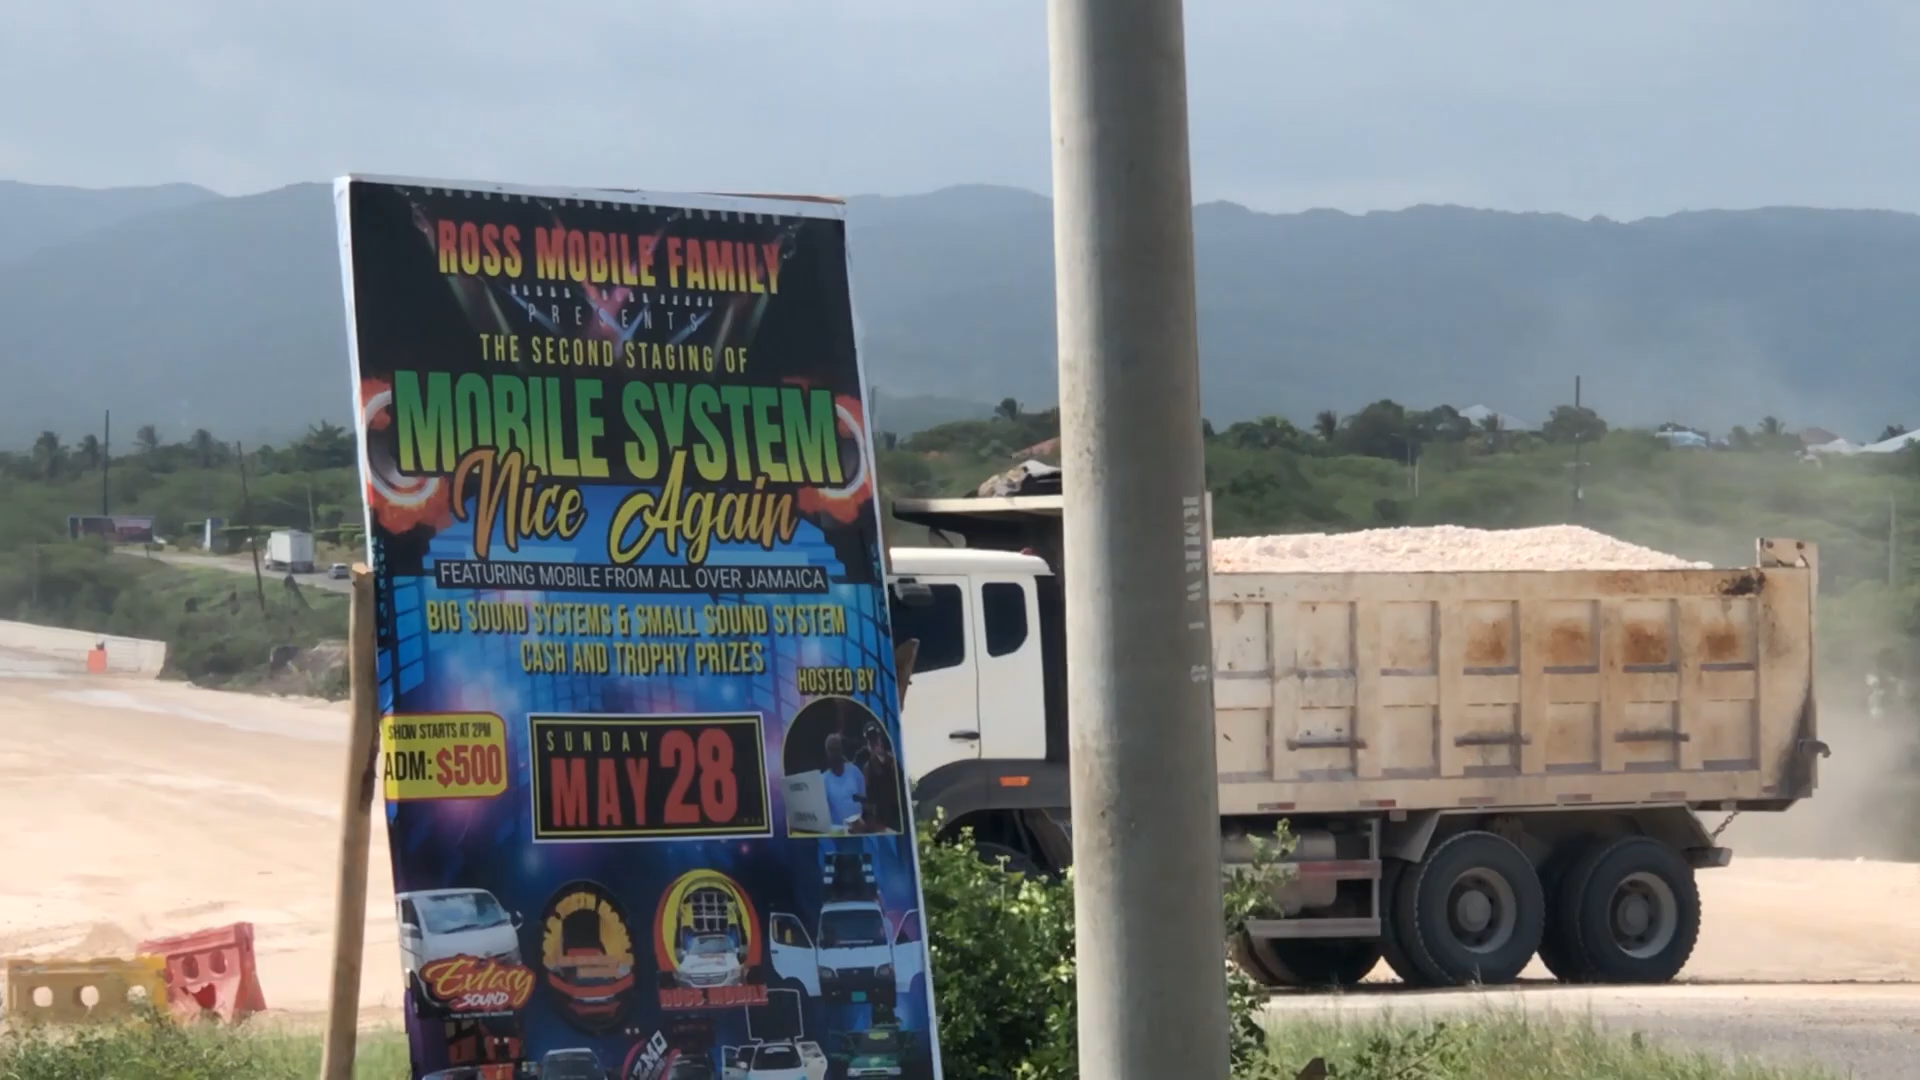 ROSS MOBILE FAMILY
PRESENTS
THE SECOND STAGING OF
MOBILE SYSTEM
Nice Again
FEATURING MOBILE FROM ALL OVER JAMAICA
BIG SOUND SYSTEMS & SMALL SOUND SYSTEM
CASH AND TROPHY PRIZES
HOSTED BY
SHOW STARTS AT 2PM
ADM: $500
SUNDAY
MAY 28
Extasy
SOUND
ROSS MOBILE